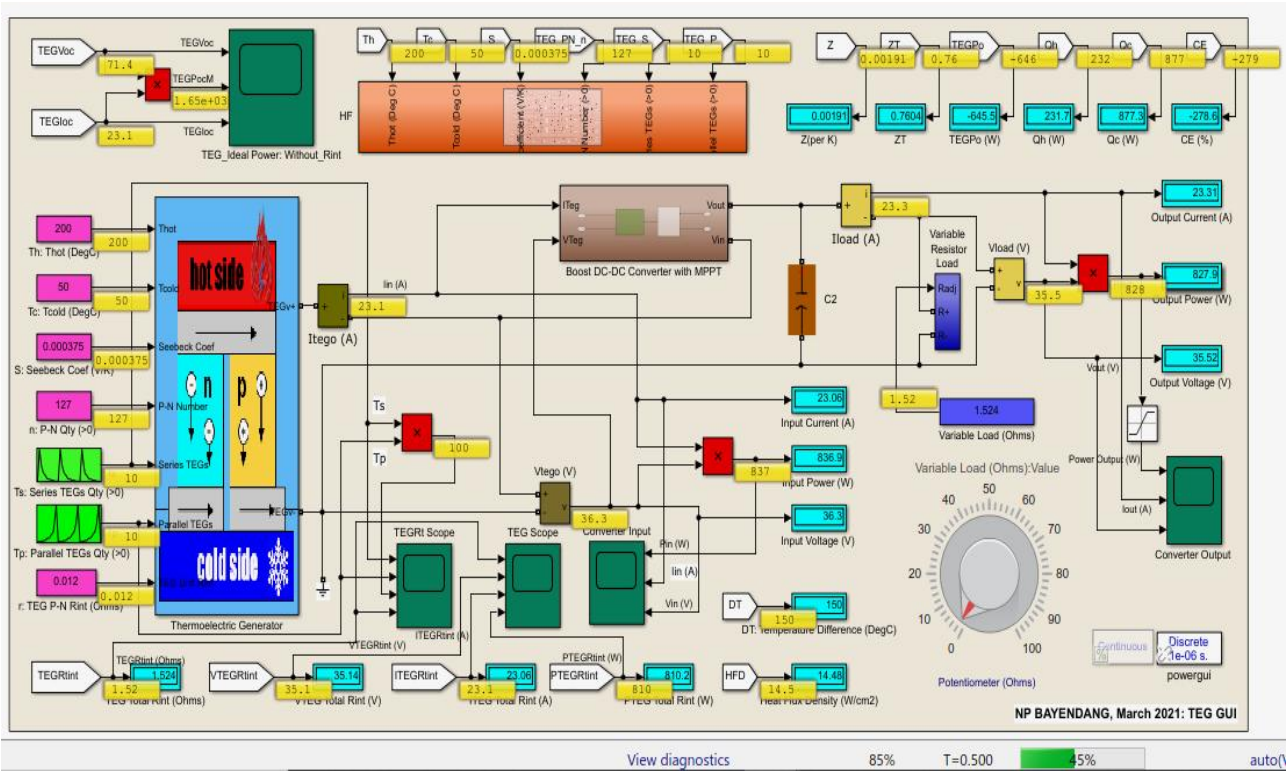 TEGVoc
TEGVoc
71.4
TEGPocM
1.65e+03
TEGIoc
TEGIoc
23.1
TEG_Ideal Power: Without_Rint
Th
Tc
S
TEG_PN_n
TEG_S
TEG_P
200
50
0.000375
127
10
10
HF
Thot (Deg C)
Tcold (Deg C)
Z
ZT
TEGPo
Qh
Qc
CE
0.00191
0.76
-646
232
877
-279
0.00191
0.7604
-645.5
231.7
877.3
-278.6
Z(per K)
ZT
TEGPo (W)
Qh (W)
Qc (W)
CE (%)
200
200
Th: Thot (DegC)
50
50
Tc: Tcold (DegC)
0.000375
0.000375
S: Seebeck Coef (V/K)
127
127
n: P-N Qty (>0)
10
Ts: Series TEGs Qty (>0)
10
Tp: Parallel TEGs Qty (>0)
0.012
0.012
r: TEG P-N Rint (Ohms)
Thot
Tcold
Seebeck Coef
P-N Number
Series TEGs
Parallel TEGs
hot side
n
p
cold side
TEGv+
TEGV-
Thermoelectric Generator
Itego (A)
23.1
Iin (A)
ITeg
VTeg
Vout
Vin
Boost DC-DC Converter with MPPT
C2
Iload (A)
23.3
Variable
Resistor
Load
Radj
R+
R-
Vload (V)
35.5
828
23.31
Output Current (A)
827.9
Output Power (W)
35.52
Output Voltage (V)
Vout (V)
1.52
1.524
Variable Load (Ohms)
Ts
Tp
100
Vtego (V)
36.3
837
23.06
Input Current (A)
836.9
Input Power (W)
36.3
Input Voltage (V)
TEGRt Scope
TEG Scope
Converter Input
Pin (W)
Iin (A)
Vin (V)
ITEGRtint (A)
VTEGRtint (V)
PTEGRtint (W)
TEGRtint (Ohms)
DT
150
150
DT: Temperature Difference (DegC)
Variable Load (Ohms):Value
0
10
20
30
40
50
60
70
80
90
100
Potentiometer (Ohms)
Power Output (W)
Iout (A)
Converter Output
Continuous
Discrete
1e-06 s.
powergui
TEGRtint
1.524
1.52
TEG Total Rint (Ohms)
VTEGRtint
35.14
35.1
VTEG Total Rint (V)
ITEGRtint
23.06
23.1
ITEG Total Rint (A)
PTEGRtint
810.2
810
PTEG Total Rint (W)
HFD
14.48
14.5
Heat Flux Density (W/cm2)
NP BAYENDANG, March 2021: TEG GUI
View diagnostics
85%
T=0.500
45%